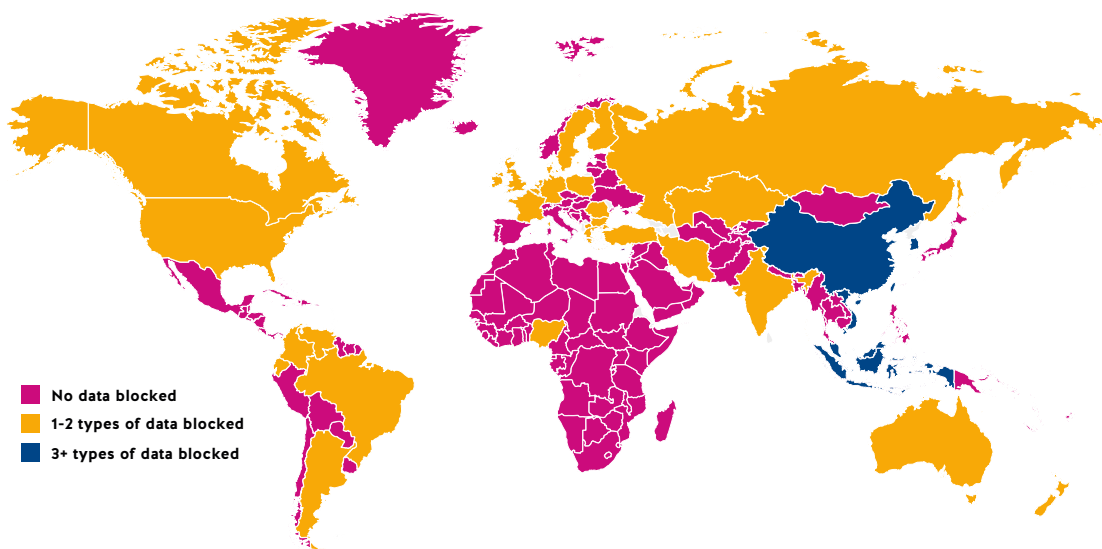 No data blocked
1-2 types of data blocked
3+ types of data blocked